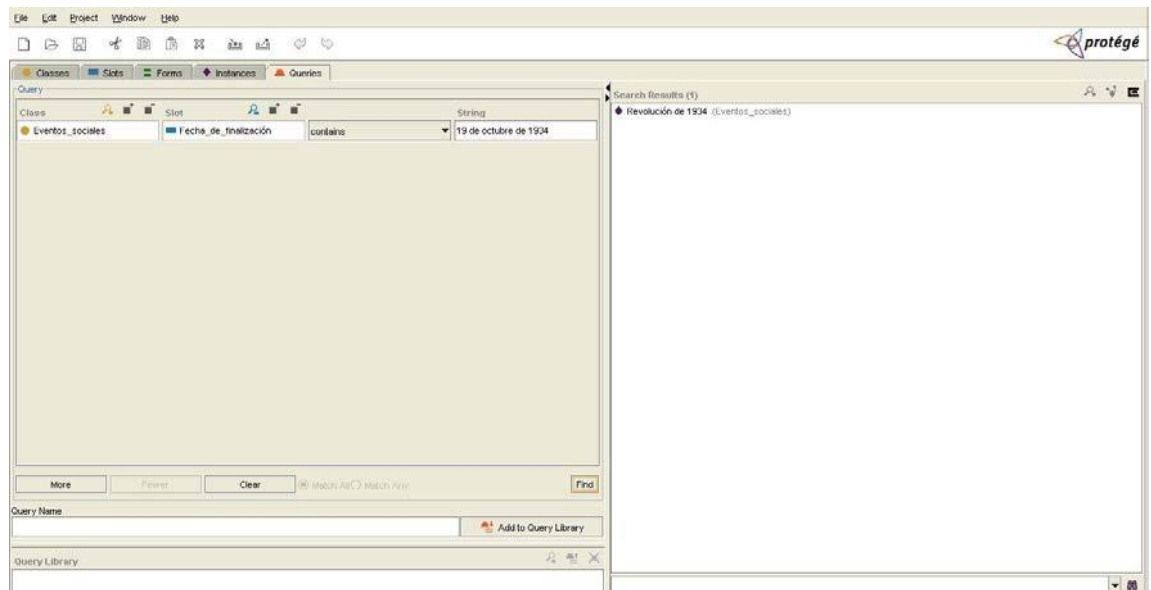 File Edit Project Window Help
protégé
Classes Slots Forms Instances Queries
Query
Class Slot String
Eventos_sociales Fecha_de_finalización contains 19 de octubre de 1934
More Fewer Clear Match All Match Any Find
Query Name
Add to Query Library
Query Library
Search Results (1)
Revolución de 1934 (Eventos_sociales)